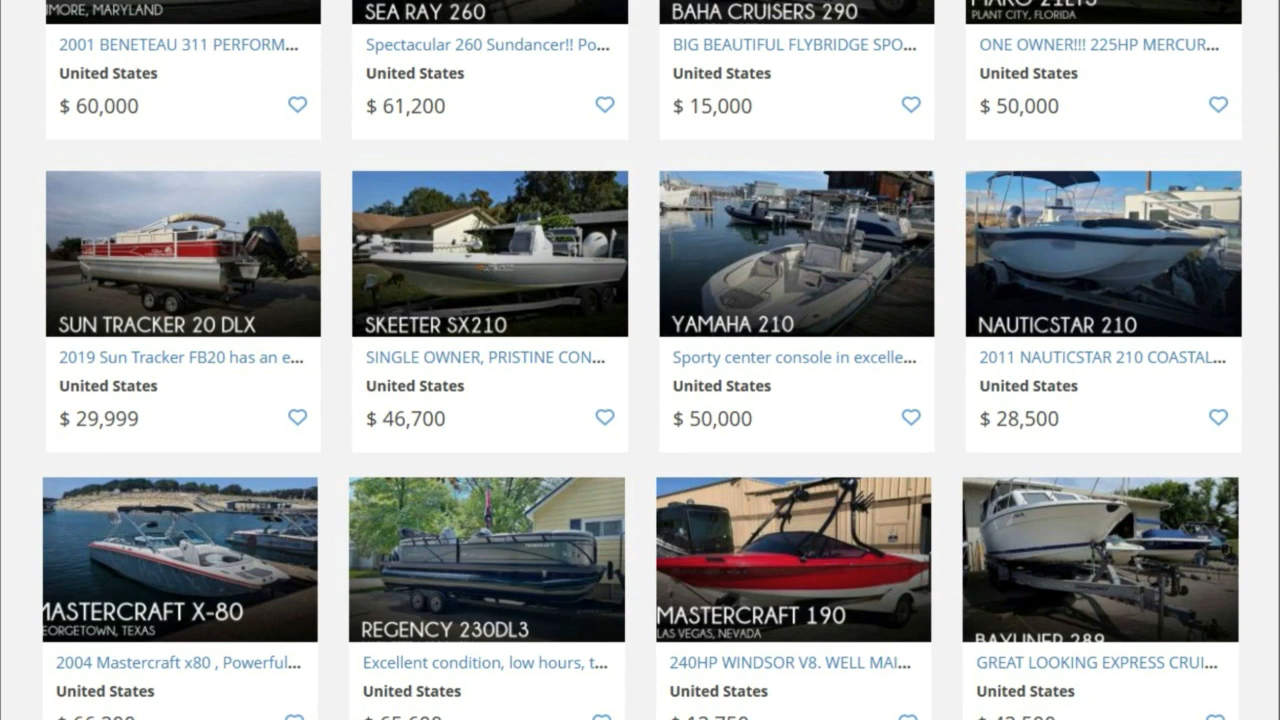 IMORE, MARYLAND
SEA RAY 260
BAHA CRUISERS 290
PLANT CITY, FLORIDA
2001 BENETEAU 311 PERFORM...
Spectacular 260 Sundancer!! Po...
BIG BEAUTIFUL FLYBRIDGE SPO...
ONE OWNER!!! 225HP MERCUR...
United States
United States
United States
United States
$ 60,000
$ 61,200
$ 15,000
$ 50,000
SUN TRACKER 20 DLX
SKEETER SX210
YAMAHA 210
NAUTICSTAR 210
2019 Sun Tracker FB20 has an e...
SINGLE OWNER, PRISTINE CON...
Sporty center console in excelle...
2011 NAUTICSTAR 210 COASTAL...
United States
United States
United States
United States
$ 29,999
$ 46,700
$ 50,000
$ 28,500
MASTERCRAFT X-80
EORGETOWN, TEXAS
REGENCY 230DL3
MASTERCRAFT 190
LAS VEGAS, NEVADA
BAYLINER 289
2004 Mastercraft x80 , Powerful...
Excellent condition, low hours, t...
240HP WINDSOR V8. WELL MAI...
GREAT LOOKING EXPRESS CRUI...
United States
United States
United States
United States